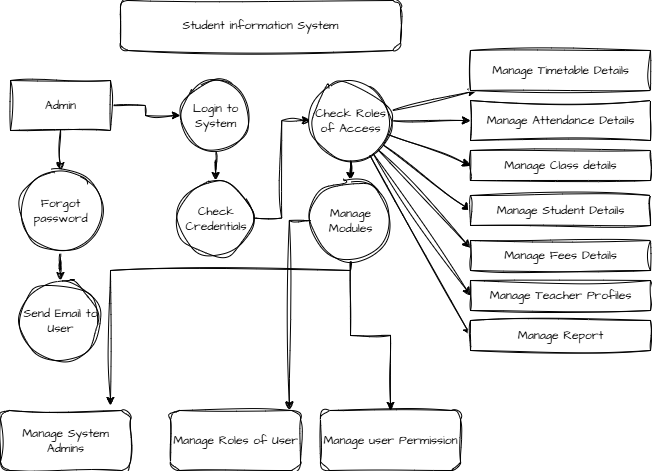 Student information System
Manage Timetable Details
Admin
Login to
System
Check Roles
of Access
Manage Attendance Details
Manage Class details
Forgot
password
Check
Credentials
Manage
Modules
Manage Student Details
Manage Fees Details
Manage Teacher Profiles
Send Email to
User
Manage Report
Manage System
Admins
Manage Roles of User
Manage user Permission